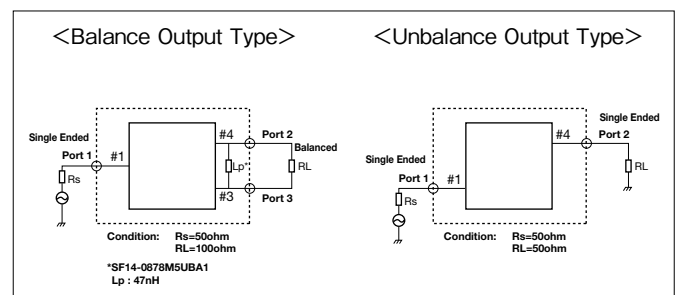 <Balance Output Type>
Single Ended
Port 1
#1
Rs
#4
Port 2
Balanced
Lp*
RL
#3
Port 3
Condition: Rs=50ohm
RL=100ohm
*SF14-0878M5UBA1
Lp : 47nH
<Unbalance Output Type>
Single Ended
Port 1
#1
Rs
#4
Single Ended
Port 2
RL
Condition: Rs=50ohm
RL=50ohm